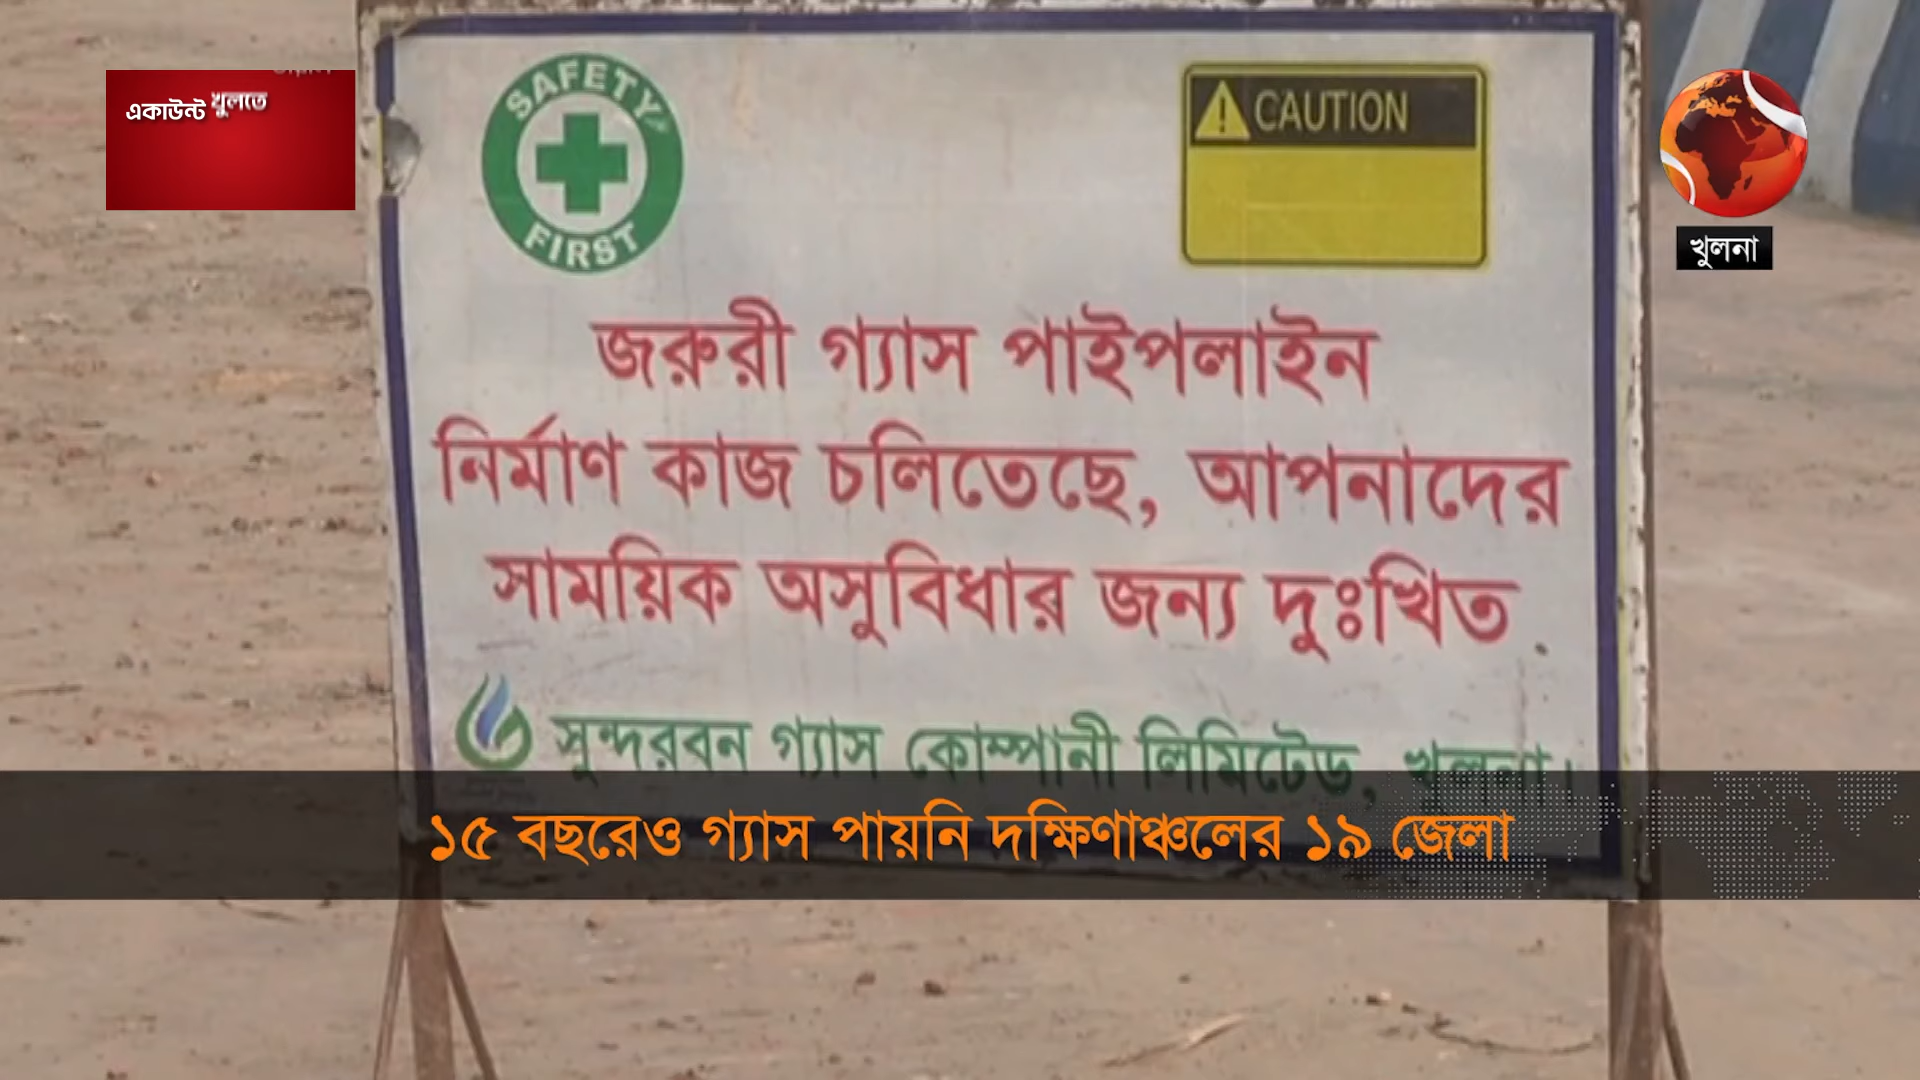 একাউন্ট খুলতে
SAFETY
FIRST
CAUTION
খুলনা
জরুরী গ্যাস পাইপলাইন
নির্মাণ কাজ চলিতেছে, আপনাদের
সাময়িক অসুবিধার জন্য দুঃখিত
সুন্দরবন গ্যাস কোম্পানী লিমিটেড, খুলনা।
১৫ বছরেও গ্যাস পায়নি দক্ষিণাঞ্চলের ১৯ জেলা